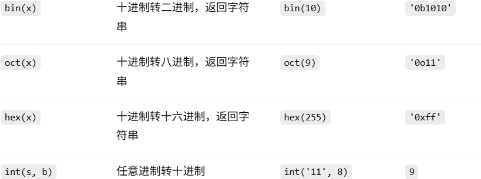 bin(x) 十进制转二进制，返回字符 bin(10) '0b1010'
串
oct(x) 十进制转八进制，返回字符 oct(9) '0o11'
串
hex(x) 十进制转十六进制，返回字 hex(255) '0xff'
符串
int(s, b) 任意进制转十进制 int('11', 8) 9